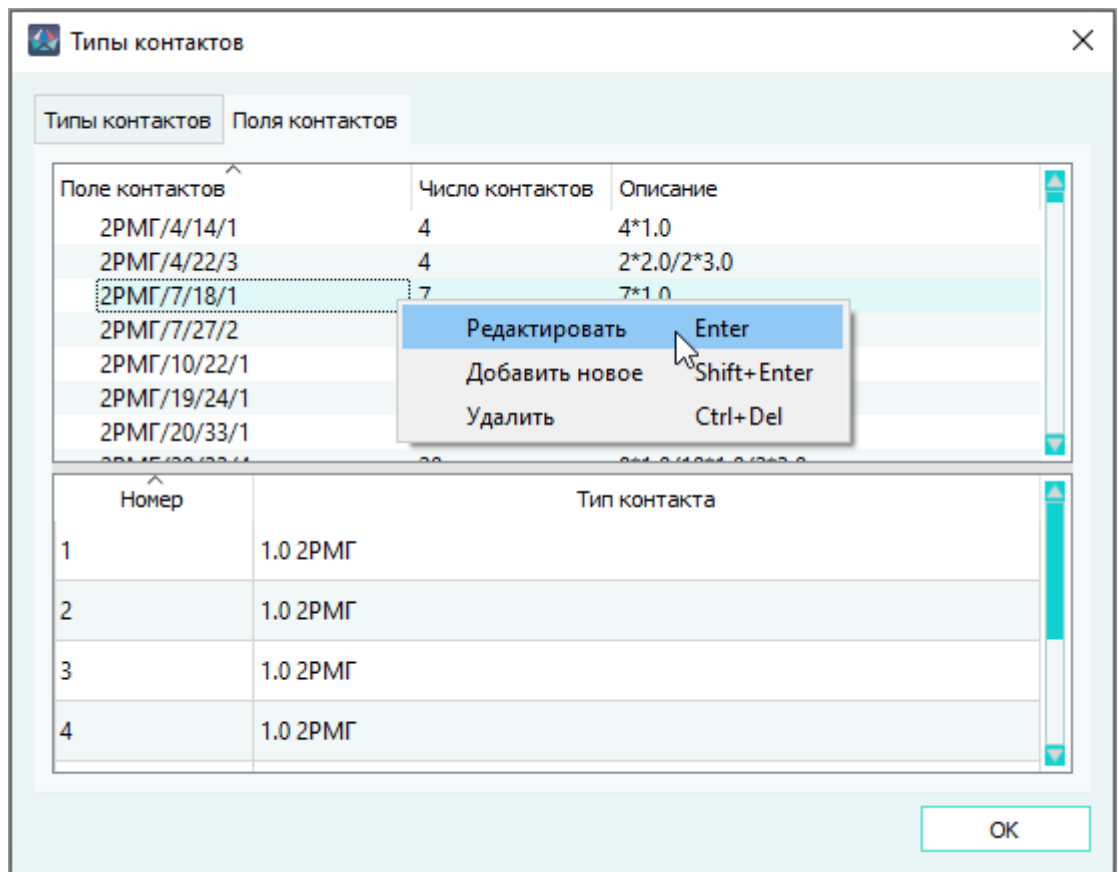 Типы контактов
Типы контактов Поля контактов
Поле контактов Число контактов Описание
2РМГ/4/14/1 4 4*1.0
2РМГ/4/22/3 4 2*2.0/2*3.0
2РМГ/7/18/1 7 7*1.0
2РМГ/7/27/2
2РМГ/10/22/1
2РМГ/19/24/1
2РМГ/20/33/1
Редактировать Enter
Добавить новое Shift+Enter
Удалить Ctrl+Del
Номер Тип контакта
1 1.0 2РМГ
2 1.0 2РМГ
3 1.0 2РМГ
4 1.0 2РМГ
OK